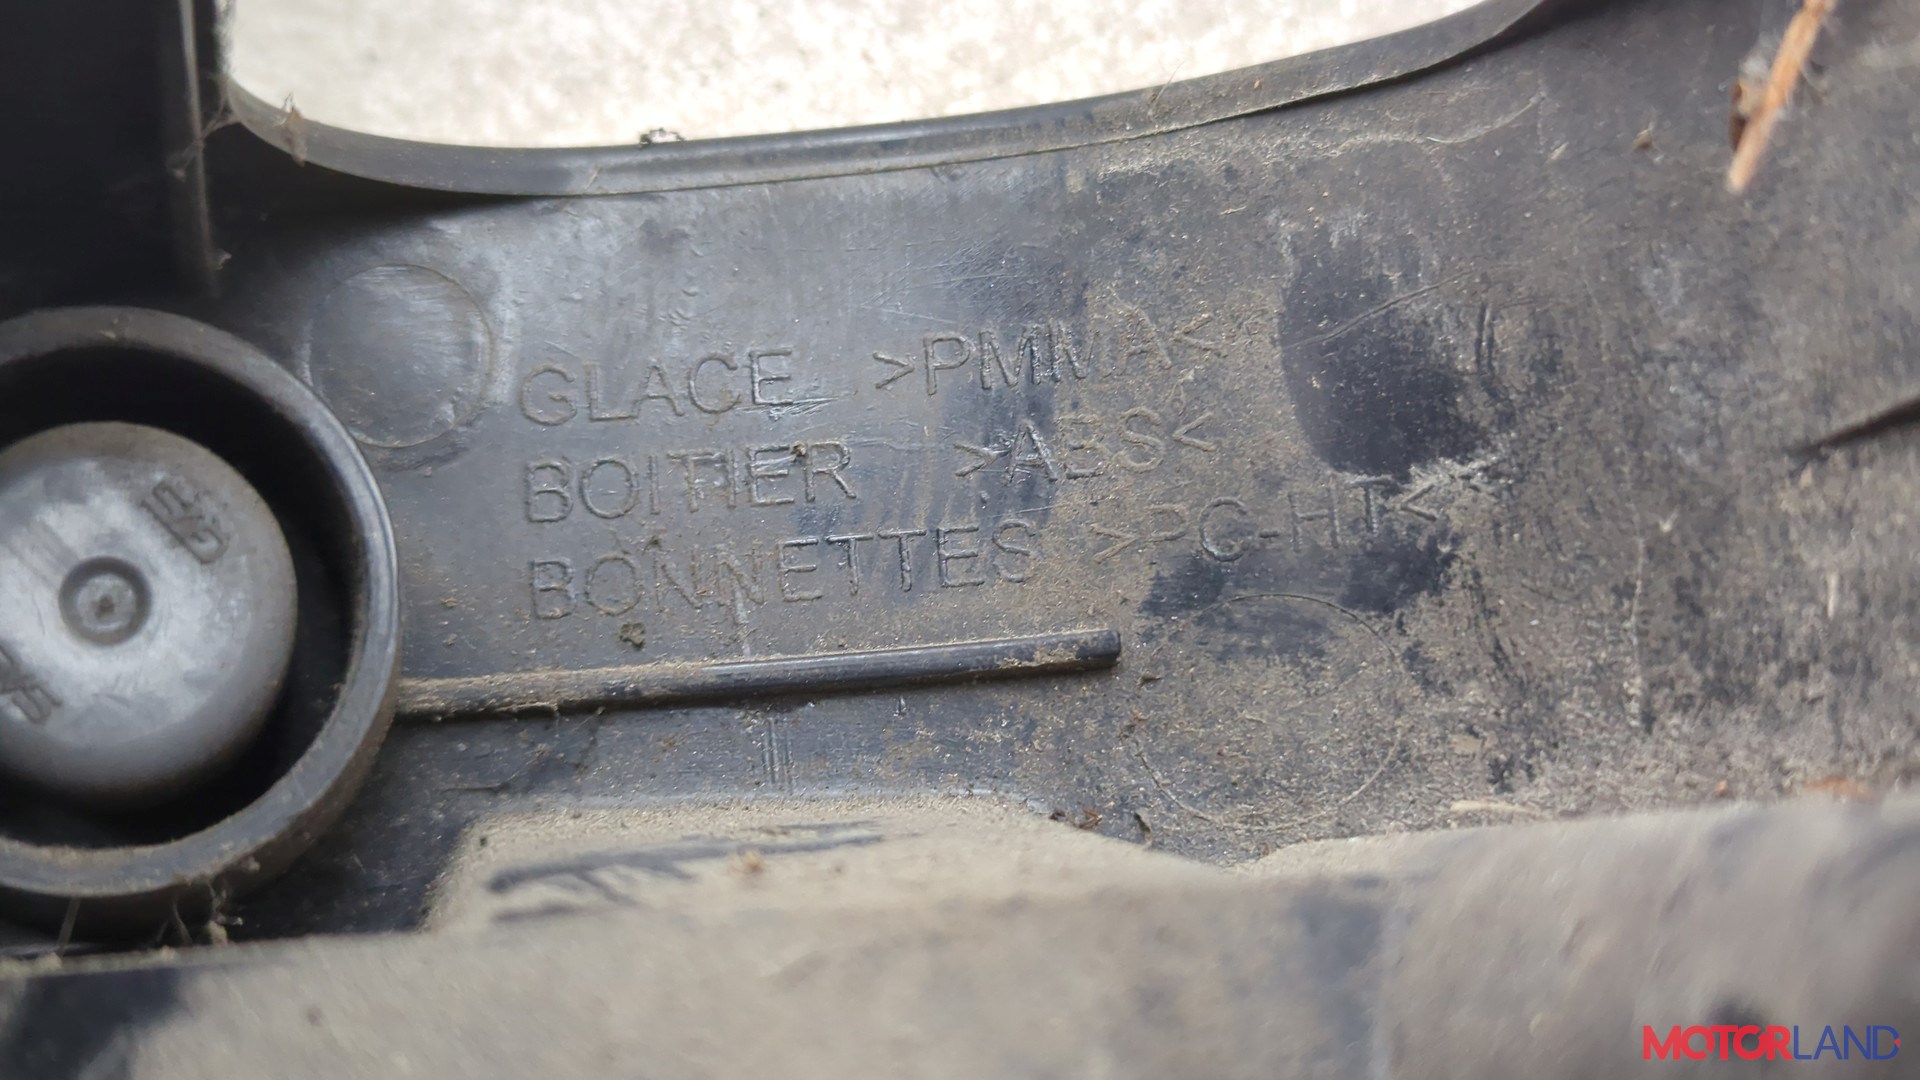 GLACE >PMMA<
BOITIER >ABS<
BONNETTES >PC-HT<
MOTORLAND